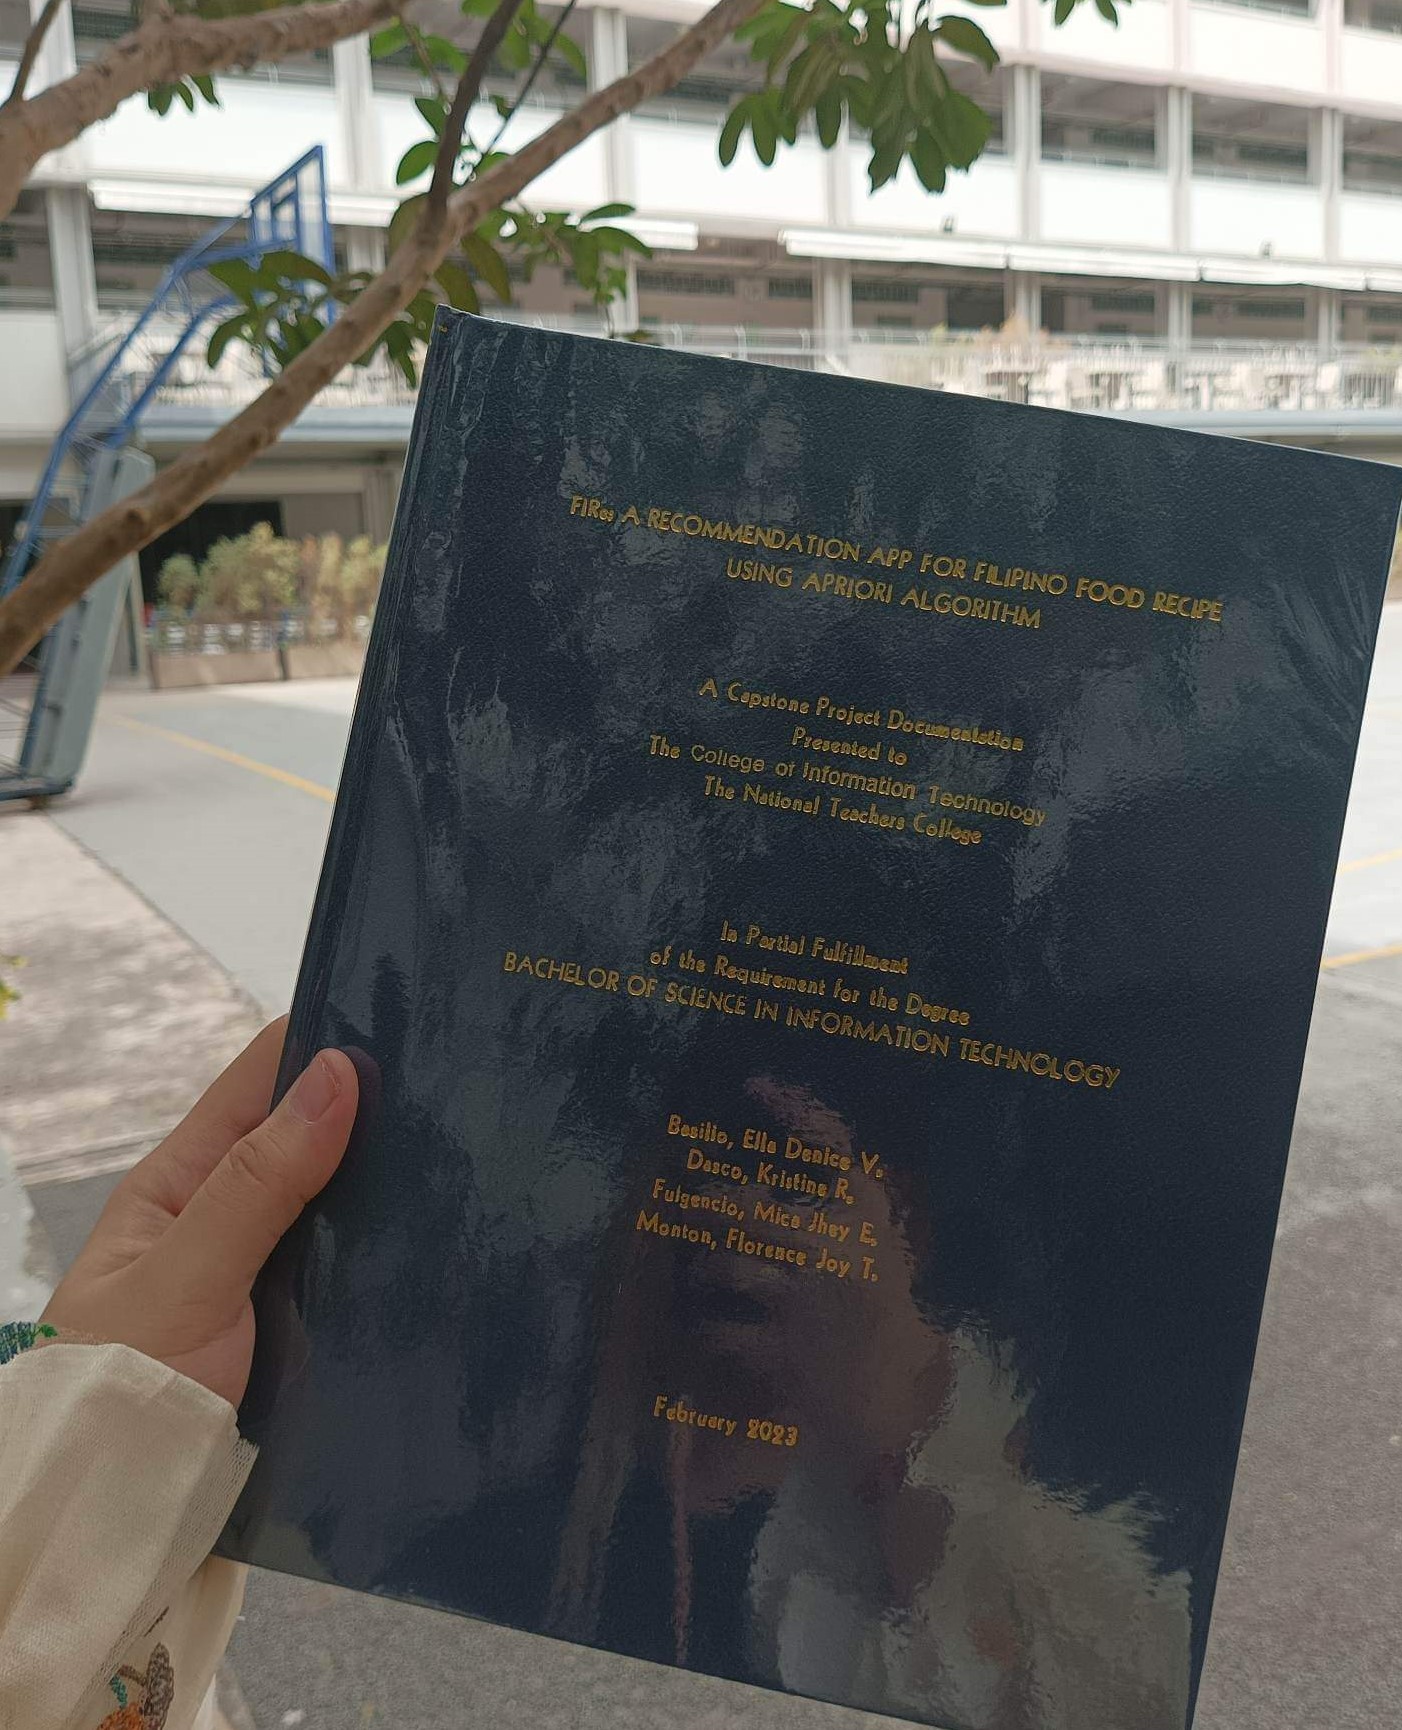 FIRe: A RECOMMENDATION APP FOR FILIPINO FOOD RECIPE
USING APRIORI ALGORITHM
A Capstone Project Documentation
Presented to
The College of Information Technology
The National Teachers College
In Partial Fulfillment
of the Requirement for the Degree
BACHELOR OF SCIENCE IN INFORMATION TECHNOLOGY
Basilio, Ella Denice V.
Dasco, Kristine R.
Fulgencio, Mica Jhey E.
Monton, Florence Joy T.
February 2023